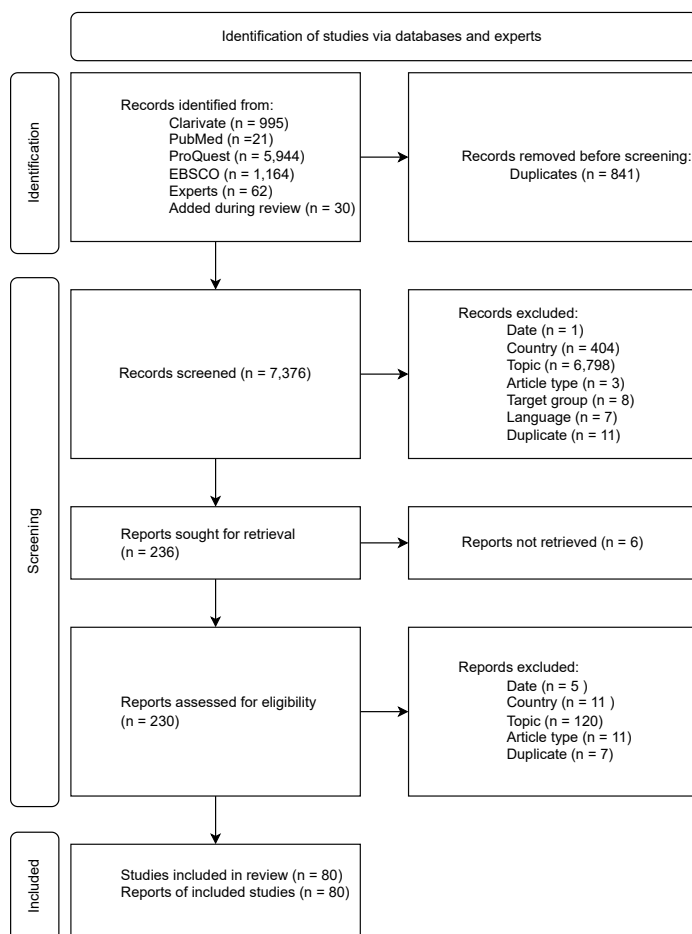 Identification of studies via databases and experts
Identification
Records identified from:
Clarivate (n = 995)
PubMed (n =21)
ProQuest (n = 5,944)
EBSCO (n = 1,164)
Experts (n = 62)
Added during review (n = 30)
Records removed before screening:
Duplicates (n = 841)
Screening
Records screened (n = 7,376)
Records excluded:
Date (n = 1)
Country (n = 404)
Topic (n = 6,798)
Article type (n = 3)
Target group (n = 8)
Language (n = 7)
Duplicate (n = 11)
Reports sought for retrieval
(n = 236)
Reports not retrieved (n = 6)
Reports assessed for eligibility
(n = 230)
Records excluded:
Date (n = 5 )
Country (n = 11 )
Topic (n = 120)
Article type (n = 11)
Duplicate (n = 7)
Included
Studies included in review (n = 80)
Reports of included studies (n = 80)